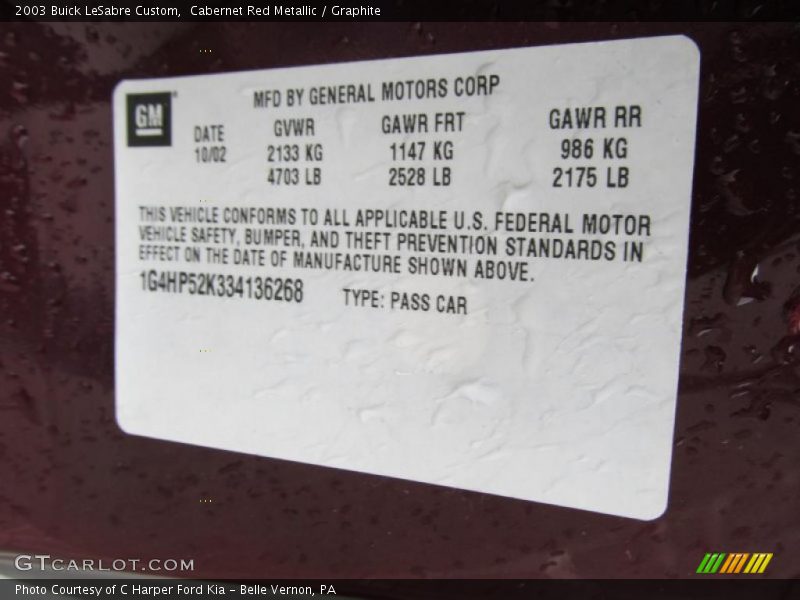 2003 Buick LeSabre Custom,  Cabernet Red Metallic / Graphite
GM
MFD BY GENERAL MOTORS CORP
DATE GVWR GAWR FRT GAWR RR
10/02 2133 KG 1147 KG 986 KG
4703 LB 2528 LB 2175 LB
THIS VEHICLE CONFORMS TO ALL APPLICABLE U.S. FEDERAL MOTOR
VEHICLE SAFETY, BUMPER, AND THEFT PREVENTION STANDARDS IN
EFFECT ON THE DATE OF MANUFACTURE SHOWN ABOVE.
1G4HP52K334136268 TYPE: PASS CAR
GTCARLOT.COM
Photo Courtesy of C Harper Ford Kia - Belle Vernon, PA